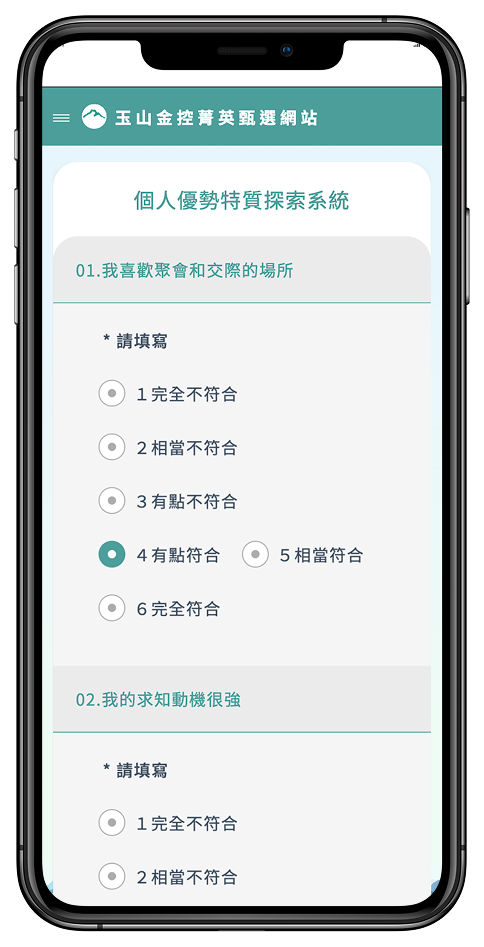 玉山金控菁英甄選網站
個人優勢特質探索系統
01.我喜歡聚會和交際的場所
* 請填寫
1完全不符合
2相當不符合
3有點不符合
4有點符合 5相當符合
6完全符合
02.我的求知動機很強
* 請填寫
1完全不符合
2相當不符合